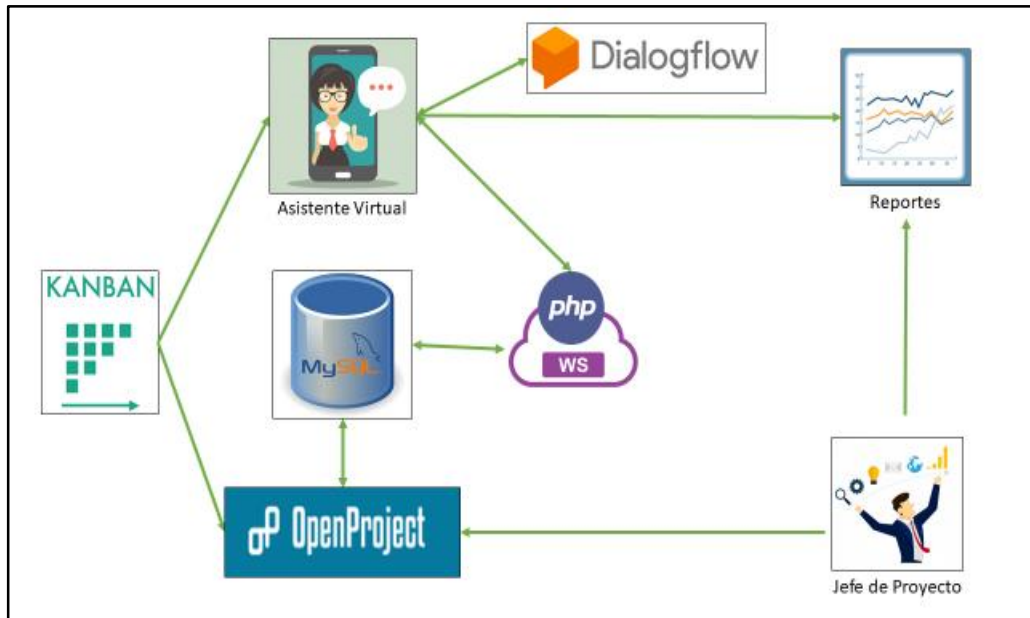 Dialogflow
Asistente Virtual
Reportes
KANBAN
MySQL
php
WS
OpenProject
Jefe de Proyecto